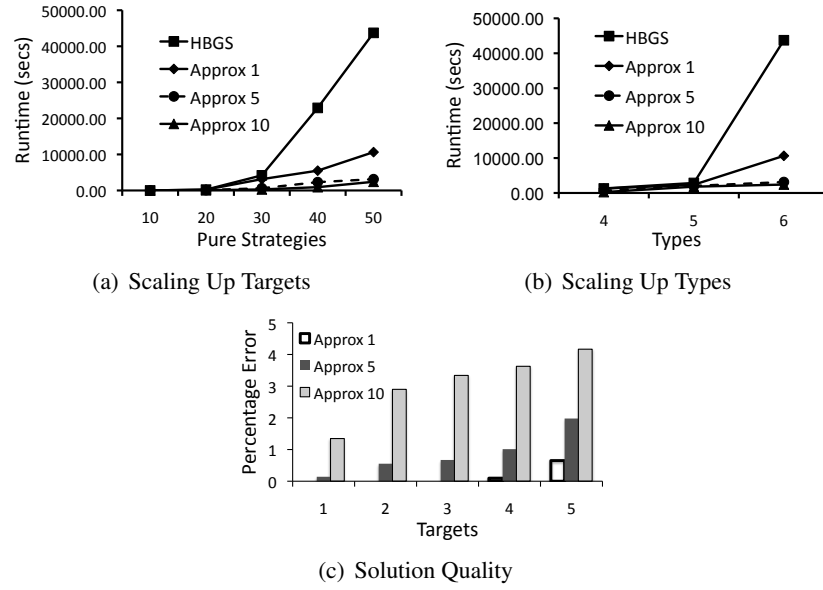 50000.00
40000.00
30000.00
20000.00
10000.00
0.00
Runtime (secs)
HBGS
Approx 1
Approx 5
Approx 10
10 20 30 40 50
Pure Strategies
(a) Scaling Up Targets
50000.00
40000.00
30000.00
20000.00
10000.00
0.00
Runtime (secs)
HBGS
Approx 1
Approx 5
Approx 10
4 5 6
Types
(b) Scaling Up Types
5
4
3
2
1
0
Percentage Error
Approx 1
Approx 5
Approx 10
1 2 3 4 5
Targets
(c) Solution Quality